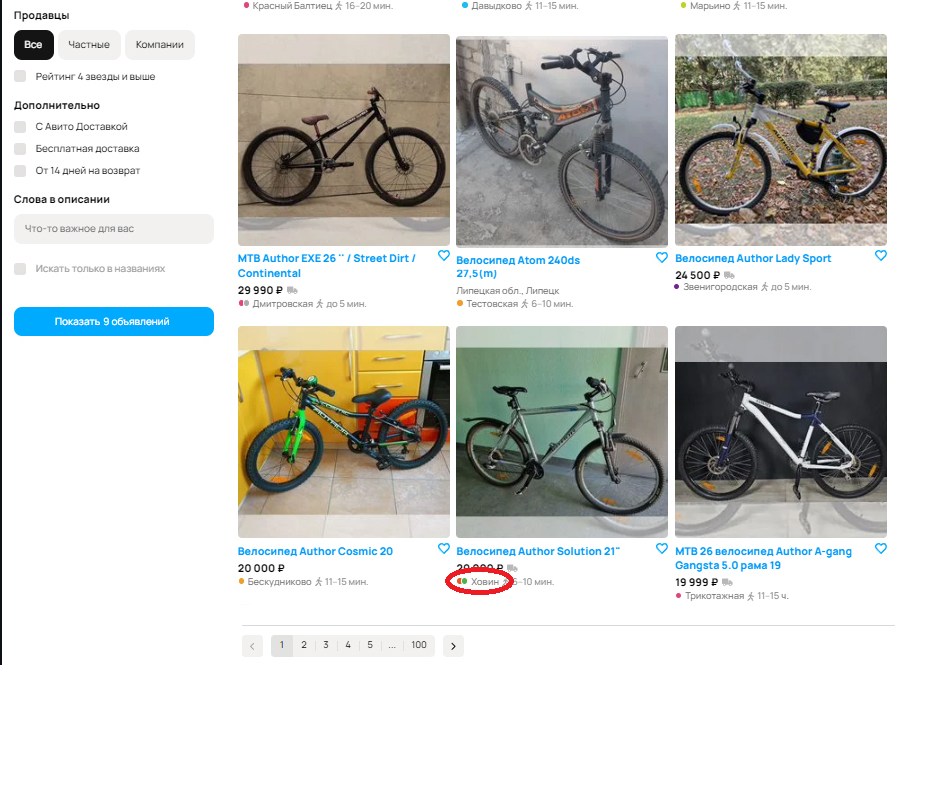 Красный Балтиец 16–20 мин.
Давыдково 11–15 мин.
Марьино 11–15 мин.
Продавцы
Все
Частные
Компании
Рейтинг 4 звезды и выше
Дополнительно
С Авито Доставкой
Бесплатная доставка
От 14 дней на возврат
Слова в описании
Что-то важное для вас
Искать только в названиях
Показать 9 объявлений
MTB Author EXE 26 '' / Street Dirt /
Continental
29 990 ₽
Дмитровская до 5 мин.
Велосипед Atom 240ds
27,5(m)
Липецкая обл., Липецк
Тестовская 6–10 мин.
Велосипед Author Lady Sport
24 500 ₽
Звенигородская до 5 мин.
Велосипед Author Cosmic 20
20 000 ₽
Бескудниково 11–15 мин.
Велосипед Author Solution 21"
₽
Ховин –10 мин.
МТВ 26 велосипед Author A-gang
Gangsta 5.0 рама 19
19 999 ₽
Трикотажная 11–15 ч.
1 2 3 4 5 ... 100